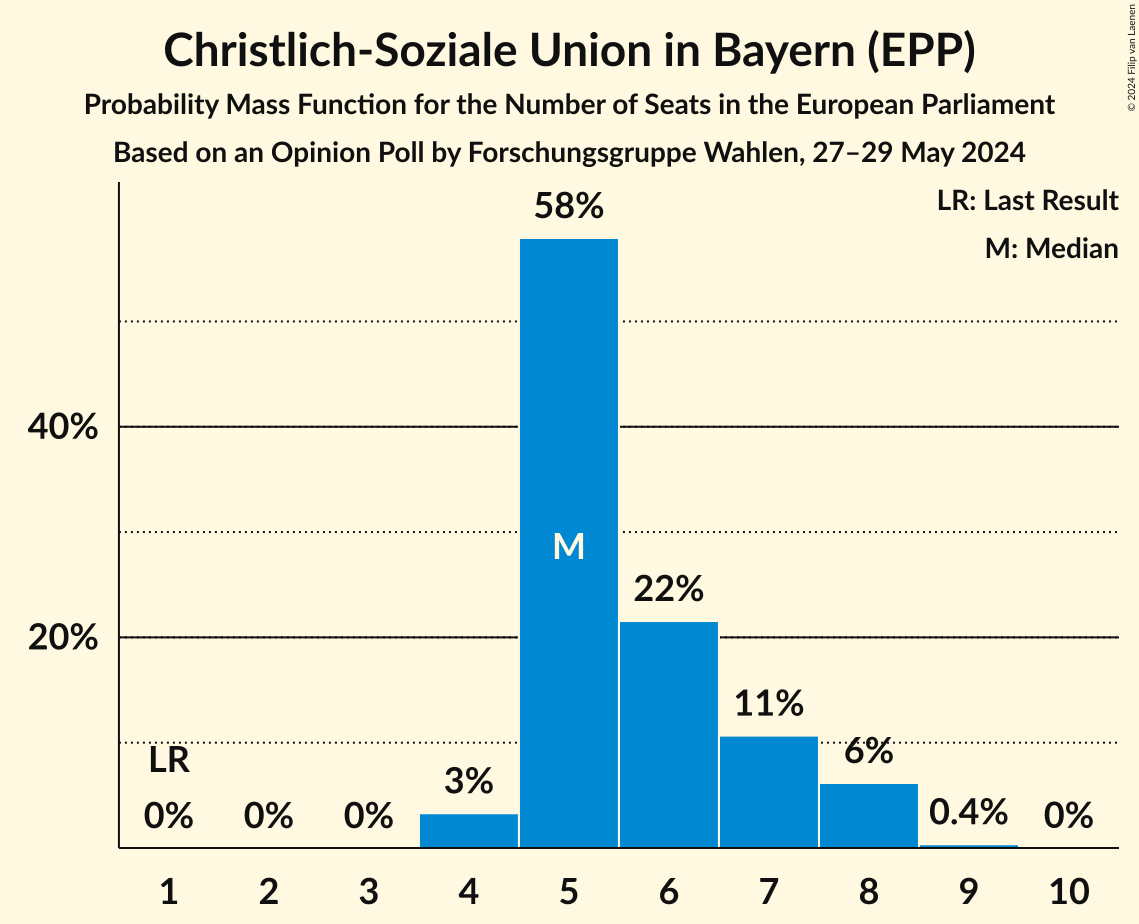 Christlich-Soziale Union in Bayern (EPP)
Probability Mass Function for the Number of Seats in the European Parliament
Based on an Opinion Poll by Forschungsgruppe Wahlen, 27–29 May 2024
© 2024 Filip van Laenen
LR: Last Result
M: Median
58%
40%
M
22%
20%
11%
6%
LR
3%
0% 0% 0% 0.4% 0%
1 2 3 4 5 6 7 8 9 10